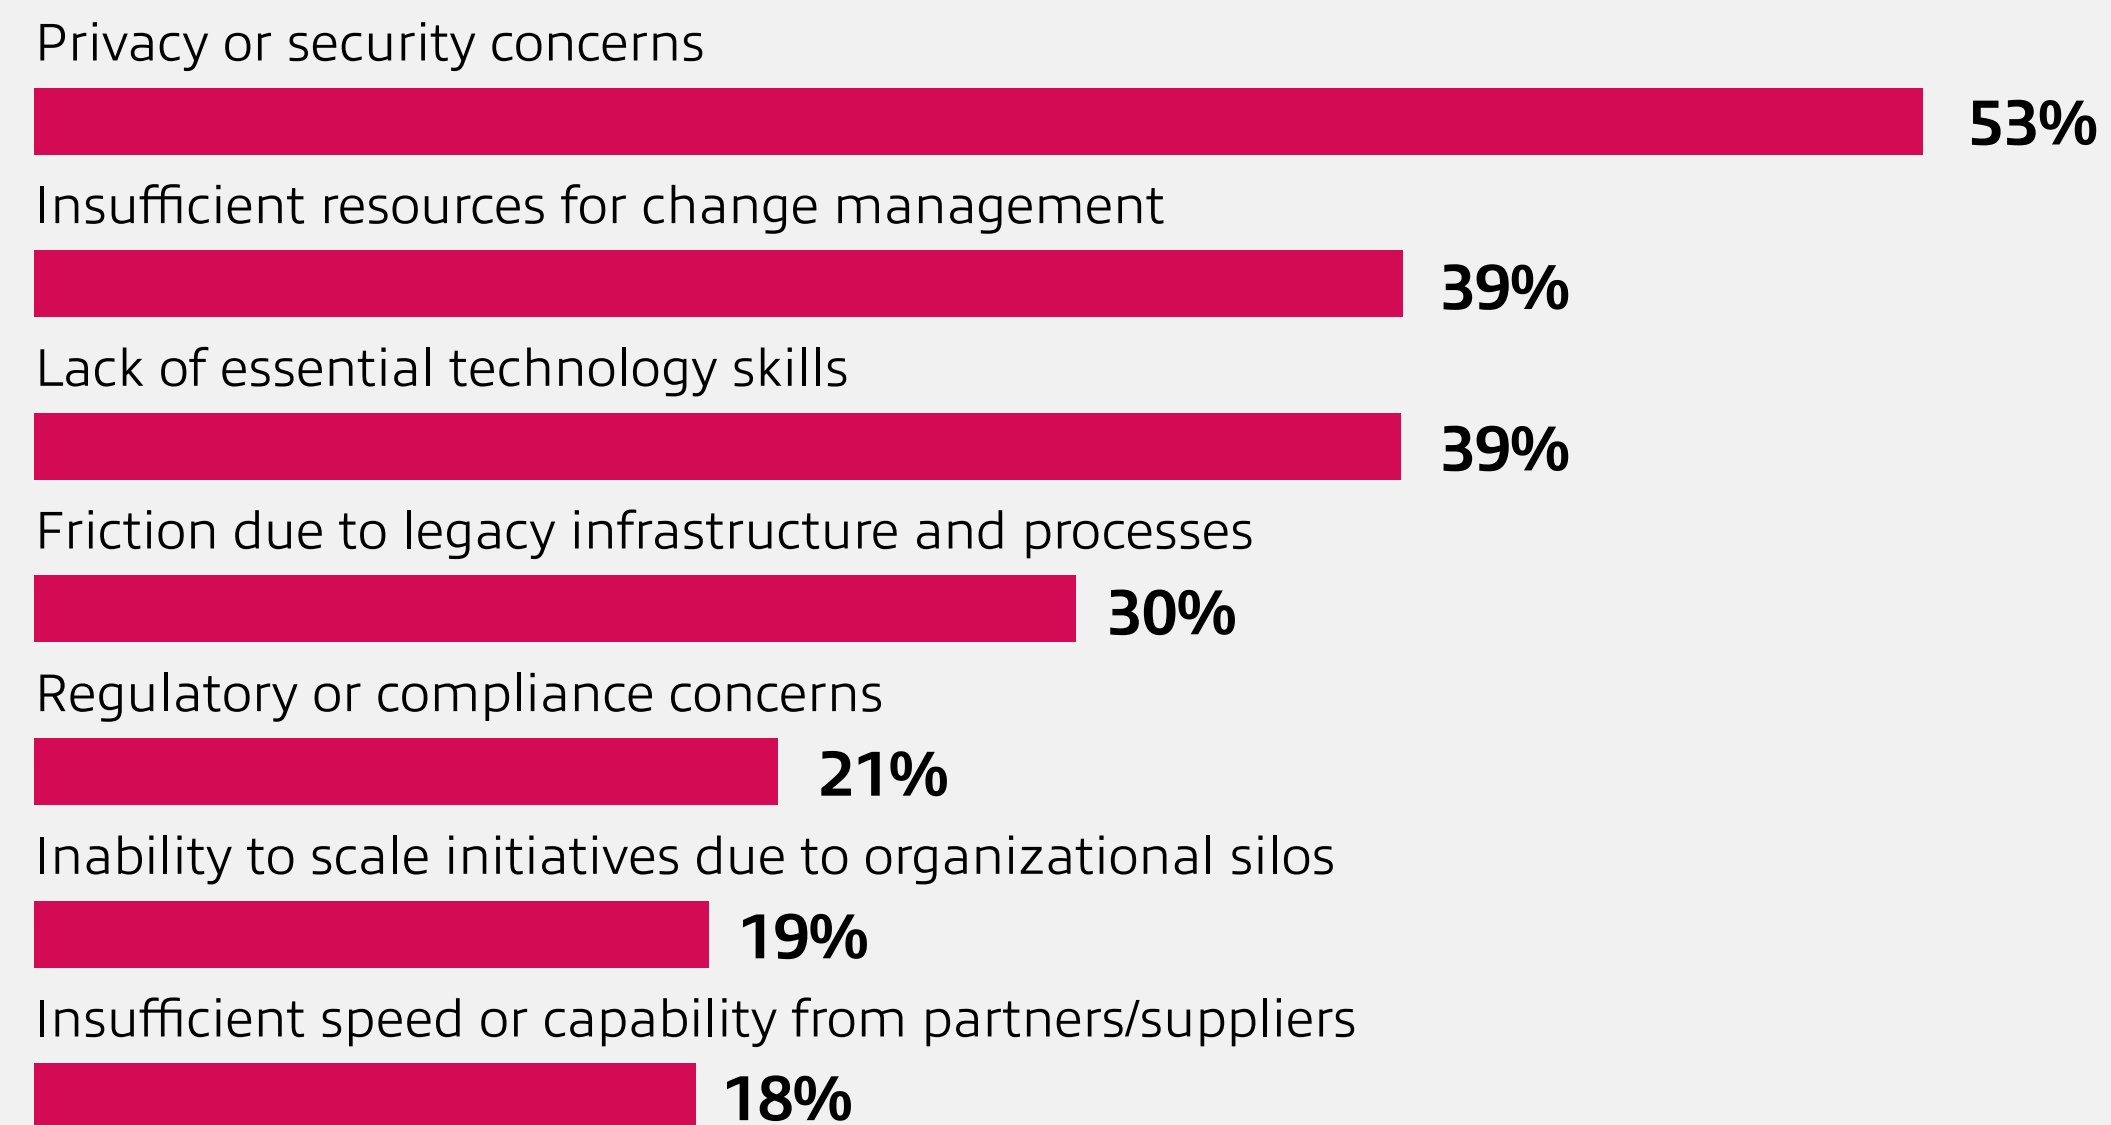 Privacy or security concerns
53%
Insufficient resources for change management
39%
Lack of essential technology skills
39%
Friction due to legacy infrastructure and processes
30%
Regulatory or compliance concerns
21%
Inability to scale initiatives due to organizational silos
19%
Insufficient speed or capability from partners/suppliers
18%